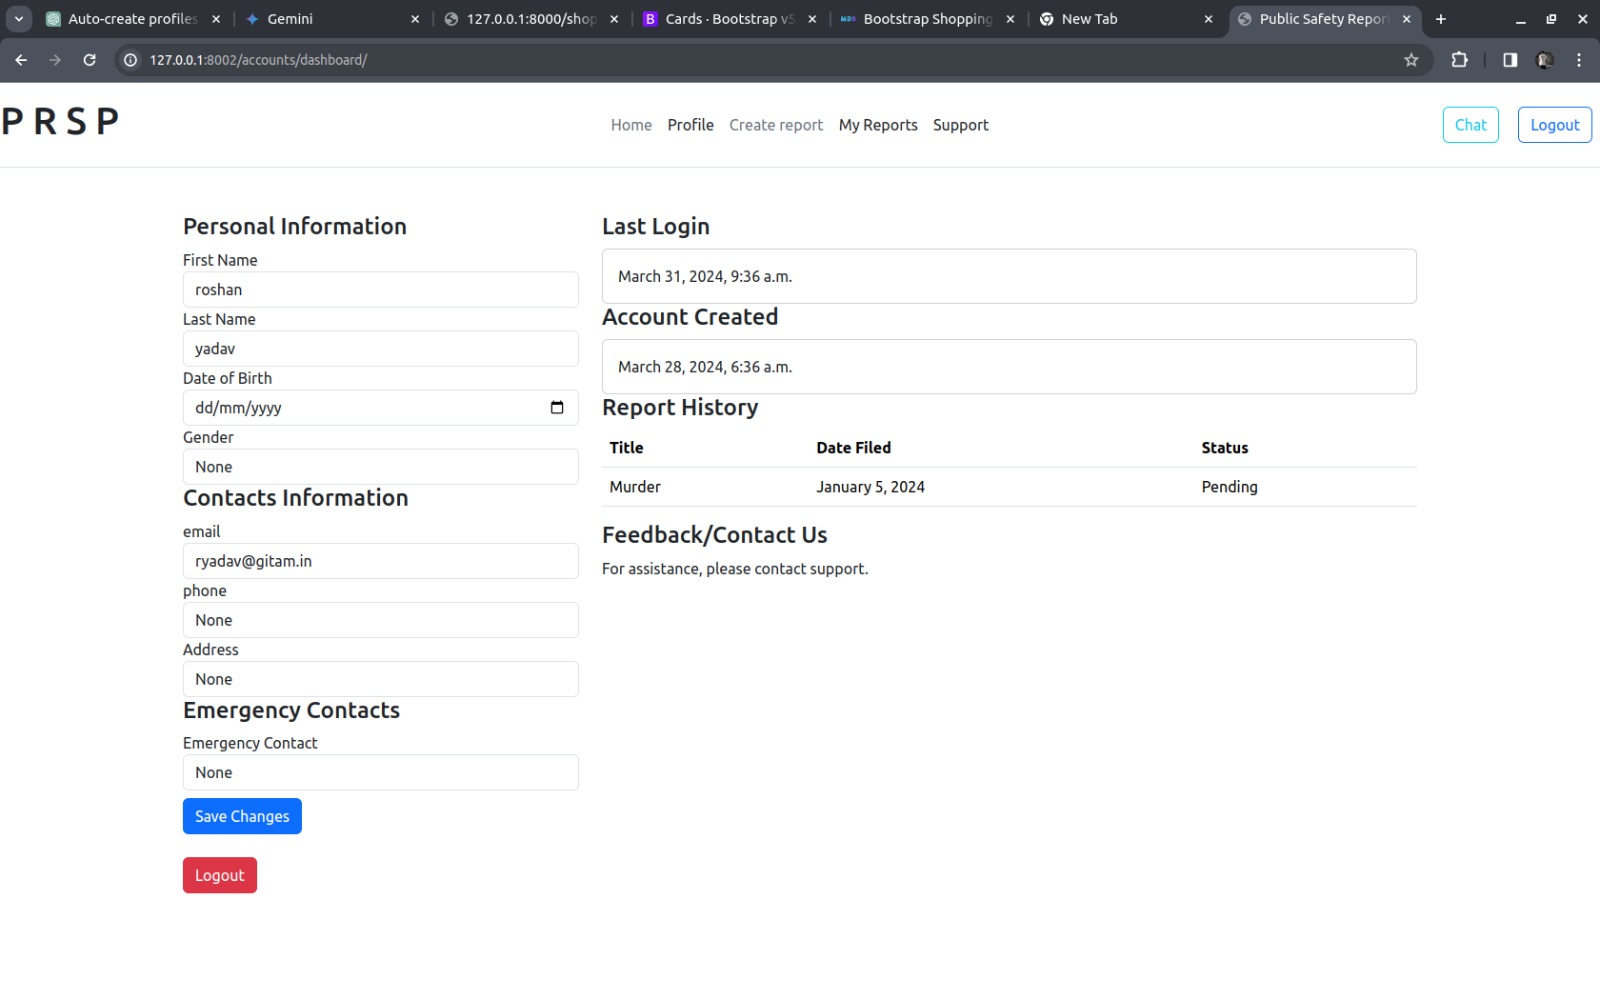 Auto-create profiles
Gemini
127.0.0.1:8000/shop
Cards · Bootstrap v5
Bootstrap Shopping
New Tab
Public Safety Report
127.0.0.1:8002/accounts/dashboard/
P R S P
Home Profile Create report My Reports Support
Chat Logout
Personal Information
First Name
roshan
Last Name
yadav
Date of Birth
dd/mm/yyyy
Gender
None
Contacts Information
email
ryadav@gitam.in
phone
None
Address
None
Emergency Contacts
Emergency Contact
None
Save Changes
Logout
Last Login
March 31, 2024, 9:36 a.m.
Account Created
March 28, 2024, 6:36 a.m.
Report History
Title Date Filed Status
Murder January 5, 2024 Pending
Feedback/Contact Us
For assistance, please contact support.